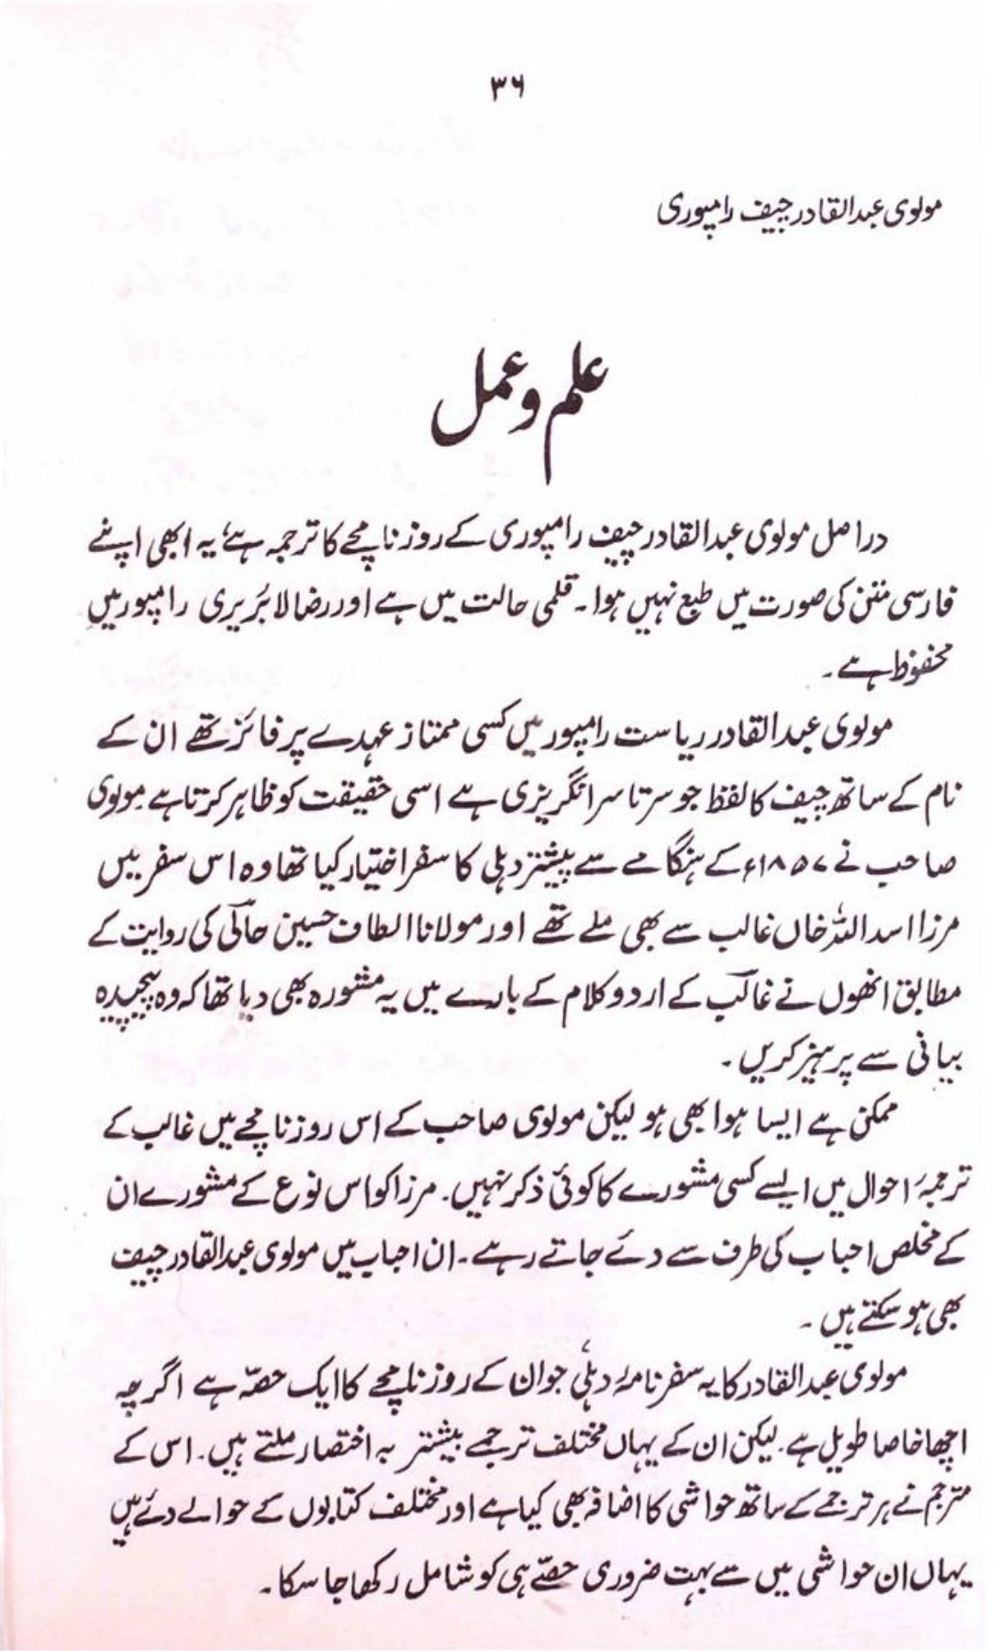 ۳۶
مولوی عبدالقادر چیف رامپوری
علم و عمل
دراصل مولوی عبدالقادر چیف رامپوری کے روزنامچے کا ترجمہ ہے، یہ ابھی اپنے
فارسی متن کی صورت میں طبع نہیں ہوا۔ قلمی حالت میں ہے اور رضا لائبریری رامپور میں
محفوظ ہے۔
مولوی عبدالقادر ریاست رامپور میں کسی ممتاز عہدے پر فائز تھے ان کے
نام کے ساتھ چیف کا لفظ جو سرتاسر انگریزی ہے اسی حقیقت کو ظاہر کرتا ہے مولوی
صاحب نے ۱۸۵۷ء کے ہنگامے سے پیشتر دہلی کا سفر اختیار کیا تھا وہ اس سفر میں
مرزا اسد اللہ خاں غالب سے بھی ملے تھے اور مولانا الطاف حسین حالی کی روایت کے
مطابق انھوں نے غالب کے اردو کلام کے بارے میں یہ مشورہ بھی دیا تھا کہ وہ پیچیدہ
بیانی سے پرہیز کریں۔
ممکن ہے ایسا ہوا بھی ہو لیکن مولوی صاحب کے اس روزنامچے میں غالب کے
ترجمۂ احوال میں ایسے کسی مشورے کا کوئی ذکر نہیں۔ مرزا کو اس نوع کے مشورے ان
کے مخلص احباب کی طرف سے دئے جاتے رہے۔ ان احباب میں مولوی عبدالقادر چیف
بھی ہو سکتے ہیں۔
مولوی عبدالقادر کا یہ سفرنامۂ دہلی جو ان کے روزنامچے کا ایک حصّہ ہے اگرچہ
اچھا خاصا طویل ہے۔ لیکن ان کے یہاں مختلف ترجمے بیشتر بہ اختصار ملتے ہیں۔ اس کے
مترجم نے ہر ترجمے کے ساتھ حواشی کا اضافہ بھی کیا ہے اور مختلف کتابوں کے حوالے دئے ہیں
یہاں ان حواشی میں سے بہت ضروری حصّے ہی کو شامل رکھا جا سکا۔